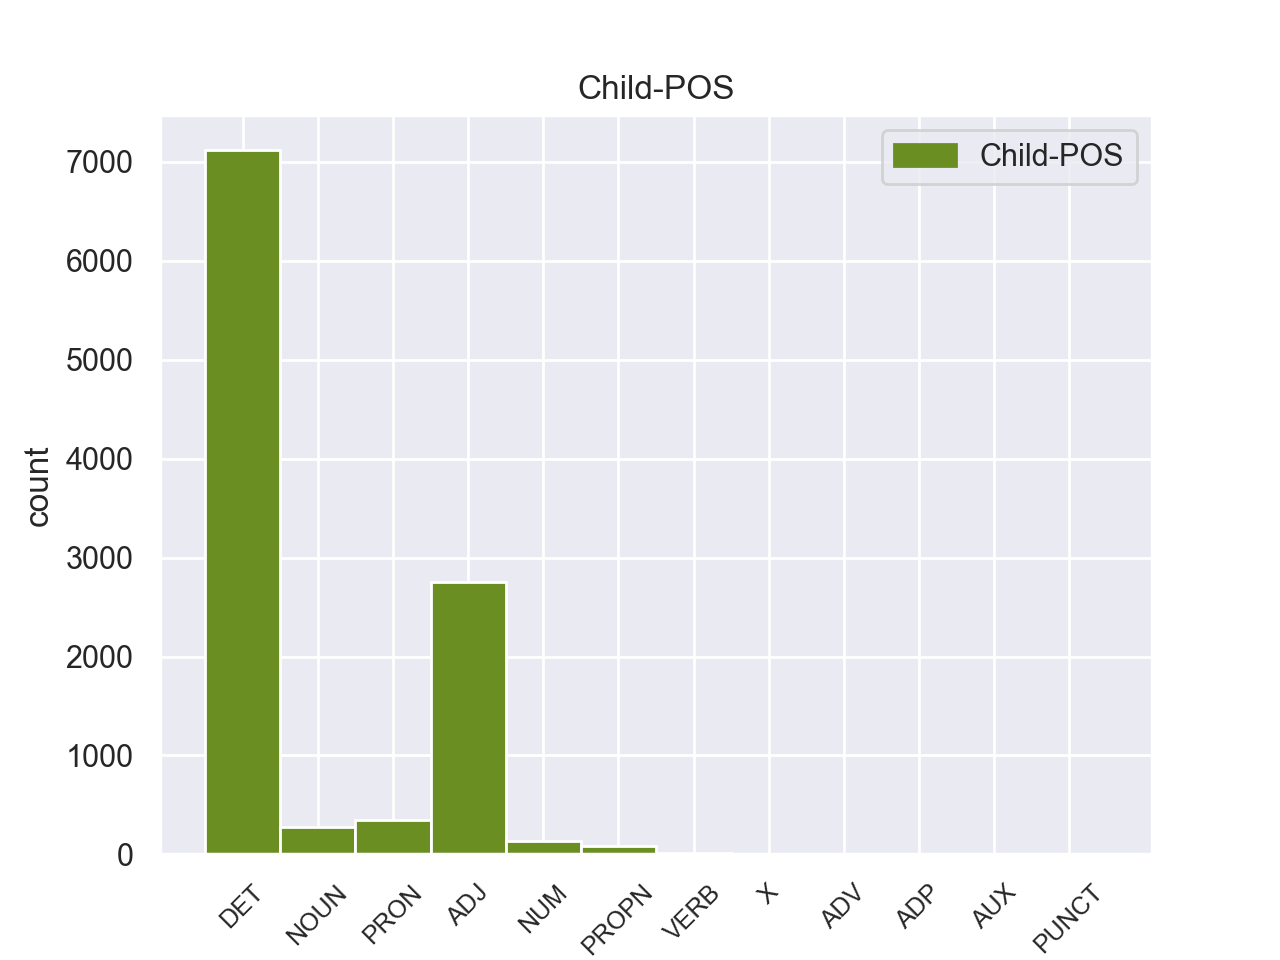 Child-POS
Child-POS
7000
6000
5000
4000
3000
2000
1000
0
count
DET
NOUN
PRON
ADJ
NUM
PROPN
VERB
X
ADV
ADP
AUX
PUNCT